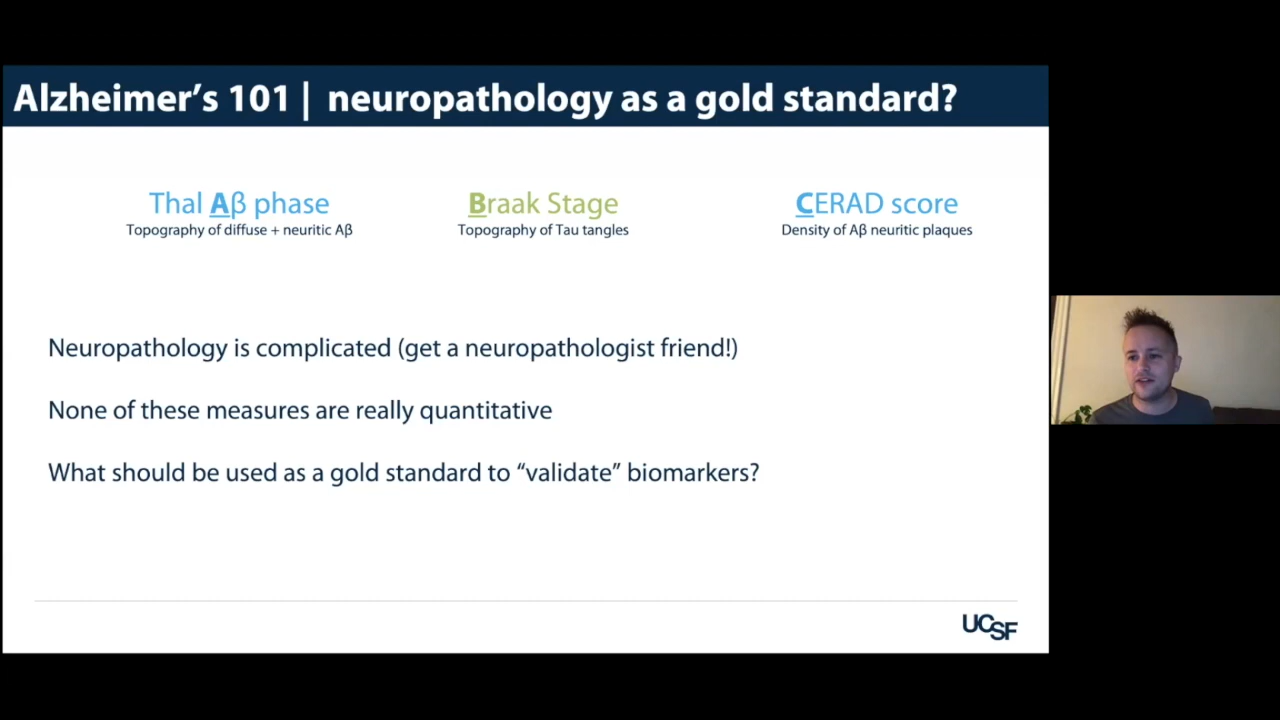 Alzheimer's 101 | neuropathology as a gold standard?
Thal Aβ phase
Topography of diffuse + neuritic Aβ
Braak Stage
Topography of Tau tangles
CERAD score
Density of Aβ neuritic plaques
Neuropathology is complicated (get a neuropathologist friend!)
None of these measures are really quantitative
What should be used as a gold standard to “validate” biomarkers?
UCSF